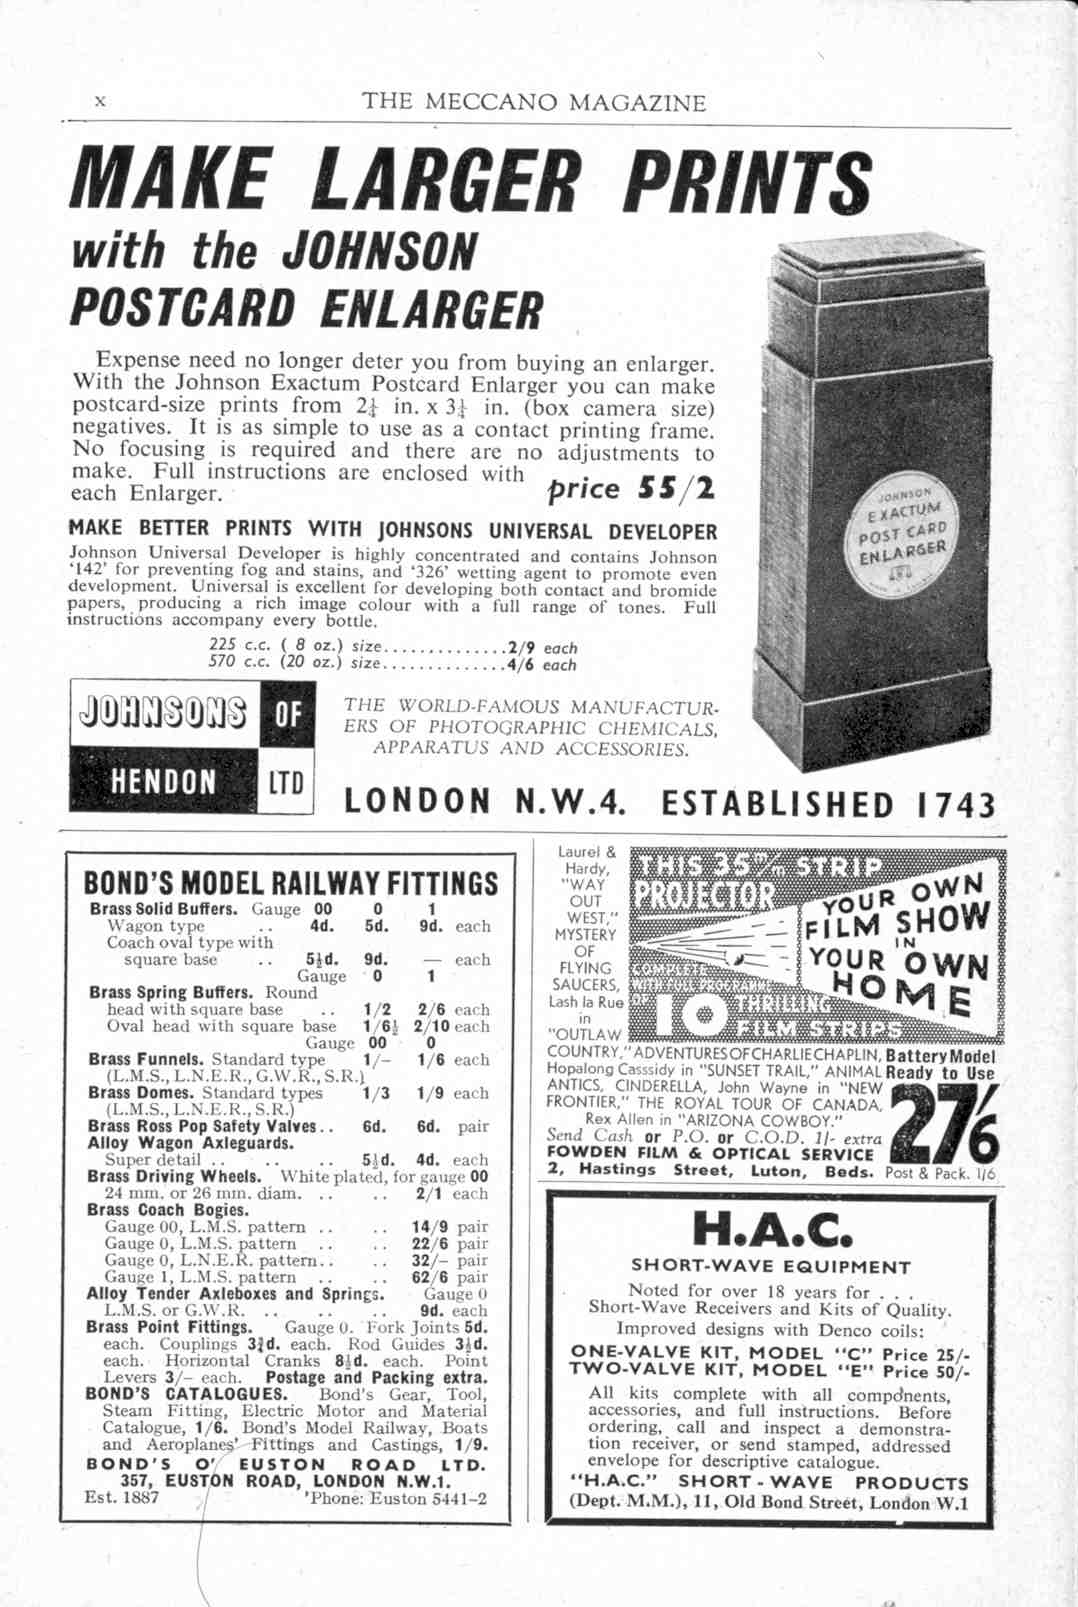 x
THE MECCANO MAGAZINE
MAKE LARGER PRINTS
with the JOHNSON
POSTCARD ENLARGER
Expense need no longer deter you from buying an enlarger.
With the Johnson Exactum Postcard Enlarger you can make
postcard-size prints from 2¼ in. x 3¼ in. (box camera size)
negatives. It is as simple to use as a contact printing frame.
No focusing is required and there are no adjustments to
make. Full instructions are enclosed with
each Enlarger.
price 55/2
JOHNSON
EXACTUM
POST CARD
ENLARGER
MAKE BETTER PRINTS WITH JOHNSONS UNIVERSAL DEVELOPER
Johnson Universal Developer is highly concentrated and contains Johnson
‘142’ for preventing fog and stains, and ‘326’ wetting agent to promote even
development. Universal is excellent for developing both contact and bromide
papers, producing a rich image colour with a full range of tones. Full
instructions accompany every bottle.
225 c.c. ( 8 oz.) size..............2/9 each
570 c.c. (20 oz.) size..............4/6 each
JOHNSONS OF
HENDON LTD
THE WORLD-FAMOUS MANUFACTUR-
ERS OF PHOTOGRAPHIC CHEMICALS,
APPARATUS AND ACCESSORIES.
LONDON N.W.4. ESTABLISHED 1743
BOND'S MODEL RAILWAY FITTINGS
Brass Solid Buffers. Gauge 00 0 1
Wagon type .. 4d. 5d. 9d. each
Coach oval type with
square base .. 5½d. 9d. — each
Gauge 0 1
Brass Spring Buffers. Round
head with square base .. 1/2 2/6 each
Oval head with square base 1/6½ 2/10 each
Gauge 00 0
Brass Funnels. Standard type 1/- 1/6 each
(L.M.S., L.N.E.R., G.W.R., S.R.)
Brass Domes. Standard types 1/3 1/9 each
(L.M.S., L.N.E.R., S.R.)
Brass Ross Pop Safety Valves.. 6d. 6d. pair
Alloy Wagon Axleguards.
Super detail .. .. .. 5½d. 4d. each
Brass Driving Wheels. White plated, for gauge 00
24 mm. or 26 mm. diam. .. .. 2/1 each
Brass Coach Bogies.
Gauge 00, L.M.S. pattern .. .. 14/9 pair
Gauge 0, L.M.S. pattern .. .. 22/6 pair
Gauge 0, L.N.E.R. pattern.. .. 32/- pair
Gauge 1, L.M.S. pattern .. .. 62/6 pair
Alloy Tender Axleboxes and Springs. Gauge 0
L.M.S. or G.W.R. .. .. .. 9d. each
Brass Point Fittings. Gauge 0. Fork Joints 5d.
each. Couplings 3¾d. each. Rod Guides 3½d.
each. Horizontal Cranks 8½d. each. Point
Levers 3/- each. Postage and Packing extra.
BOND'S CATALOGUES. Bond's Gear, Tool,
Steam Fitting, Electric Motor and Material
Catalogue, 1/6. Bond's Model Railway, Boats
and Aeroplanes' Fittings and Castings, 1/9.
BOND'S O' EUSTON ROAD LTD.
357, EUSTON ROAD, LONDON N.W.1.
Est. 1887 'Phone: Euston 5441-2
Laurel &
Hardy,
"WAY
OUT
WEST,"
MYSTERY
OF
FLYING
SAUCERS,
Lash la Rue
in
"OUTLAW
COUNTRY," ADVENTURES OF CHARLIE CHAPLIN,
Hopalong Casssidy in "SUNSET TRAIL," ANIMAL
ANTICS, CINDERELLA, John Wayne in "NEW
FRONTIER," THE ROYAL TOUR OF CANADA,
Rex Allen in "ARIZONA COWBOY."
Send Cash or P.O. or C.O.D. 1/- extra
FOWDEN FILM & OPTICAL SERVICE
2, Hastings Street, Luton, Beds.
THIS 35m/m STRIP
PROJECTOR
YOUR OWN
FILM SHOW
IN
YOUR OWN
HOME
COMPLETE
WITH FULL PROGRAMME
OF 10 THRILLING
FILM STRIPS
Battery Model
Ready to Use
27'6
Post & Pack. 1/6
H.A.C.
SHORT-WAVE EQUIPMENT
Noted for over 18 years for . . .
Short-Wave Receivers and Kits of Quality.
Improved designs with Denco coils:
ONE-VALVE KIT, MODEL "C" Price 25/-
TWO-VALVE KIT, MODEL "E" Price 50/-
All kits complete with all components,
accessories, and full instructions. Before
ordering, call and inspect a demonstra-
tion receiver, or send stamped, addressed
envelope for descriptive catalogue.
"H.A.C." SHORT-WAVE PRODUCTS
(Dept. M.M.), 11, Old Bond Street, London W.1